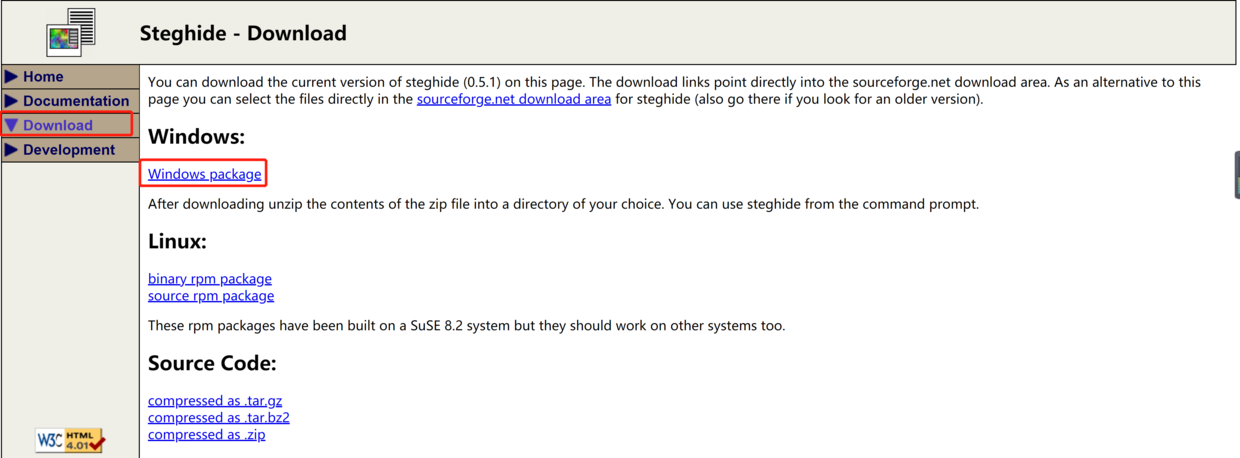 Steghide - Download
Home
Documentation
Download
Development
You can download the current version of steghide (0.5.1) on this page. The download links point directly into the sourceforge.net download area. As an alternative to this
page you can select the files directly in the sourceforge.net download area for steghide (also go there if you look for an older version).
Windows:
Windows package
After downloading unzip the contents of the zip file into a directory of your choice. You can use steghide from the command prompt.
Linux:
binary rpm package
source rpm package
These rpm packages have been built on a SuSE 8.2 system but they should work on other systems too.
Source Code:
compressed as .tar.gz
compressed as .tar.bz2
compressed as .zip
W3C HTML
4.01